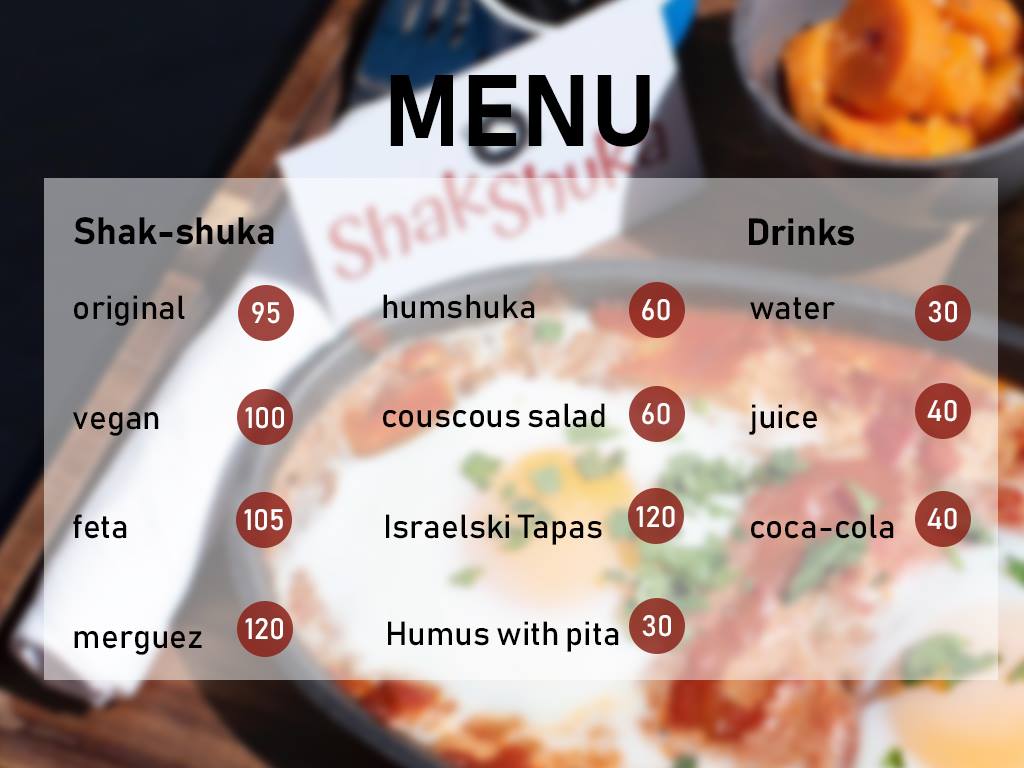 MENU
ShakShuka
Shak-shuka
original 95
vegan 100
feta 105
merguez 120
humshuka 60
couscous salad 60
Israelski Tapas 120
Humus with pita 30
Drinks
water 30
juice 40
coca-cola 40